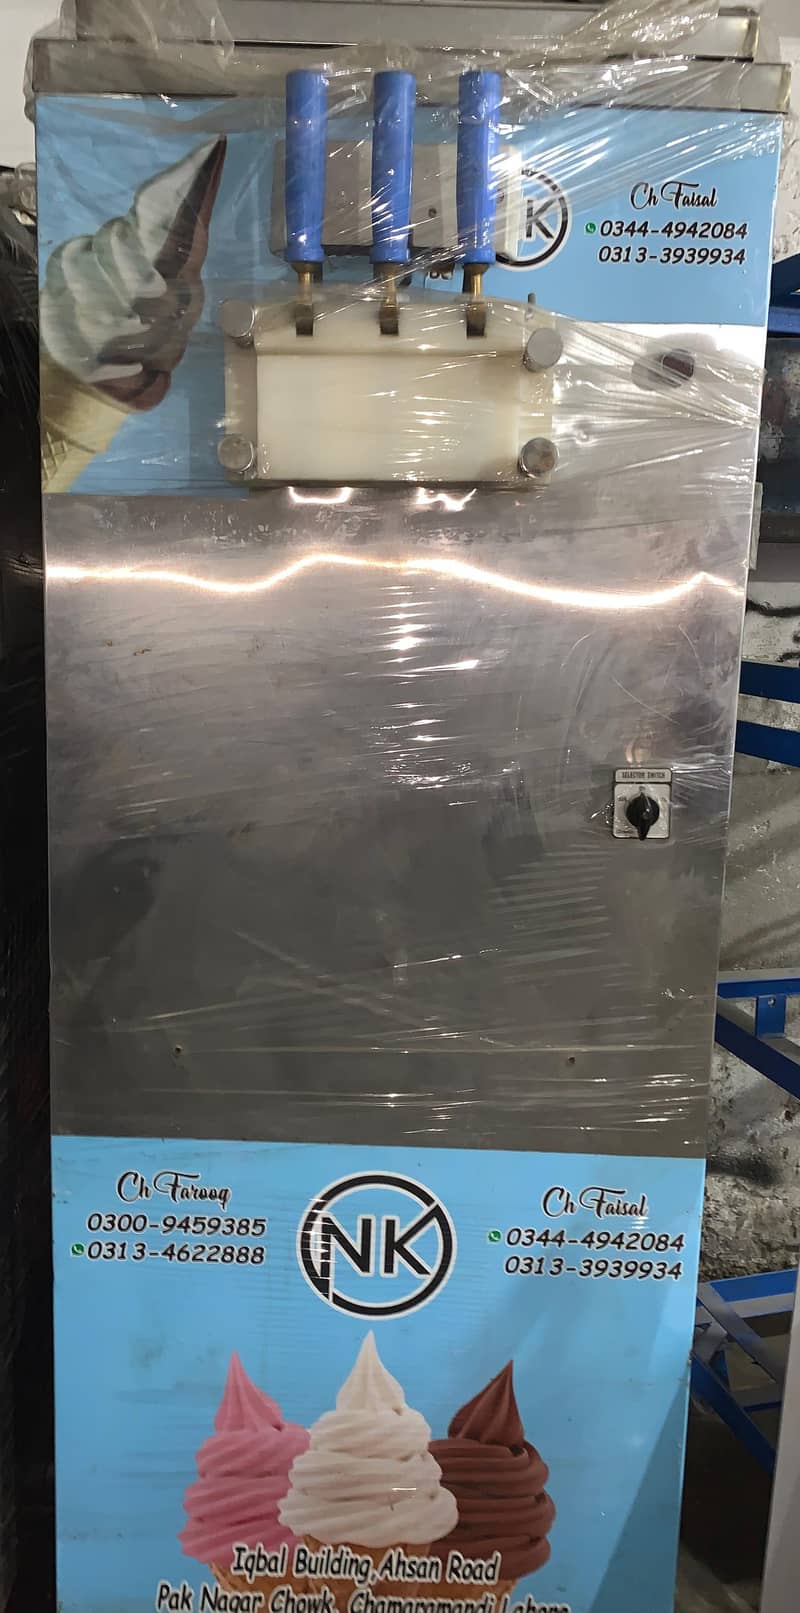 Ch Faisal
0344-4942084
0313-3939934
K
SELECTOR SWITCH
Ch Farooq
0300-9459385
0313-4622888
NK
Ch Faisal
0344-4942084
0313-3939934
Iqbal Building,Ahsan Road
Pak Nagar Chowk, Chamaramandi Lahore